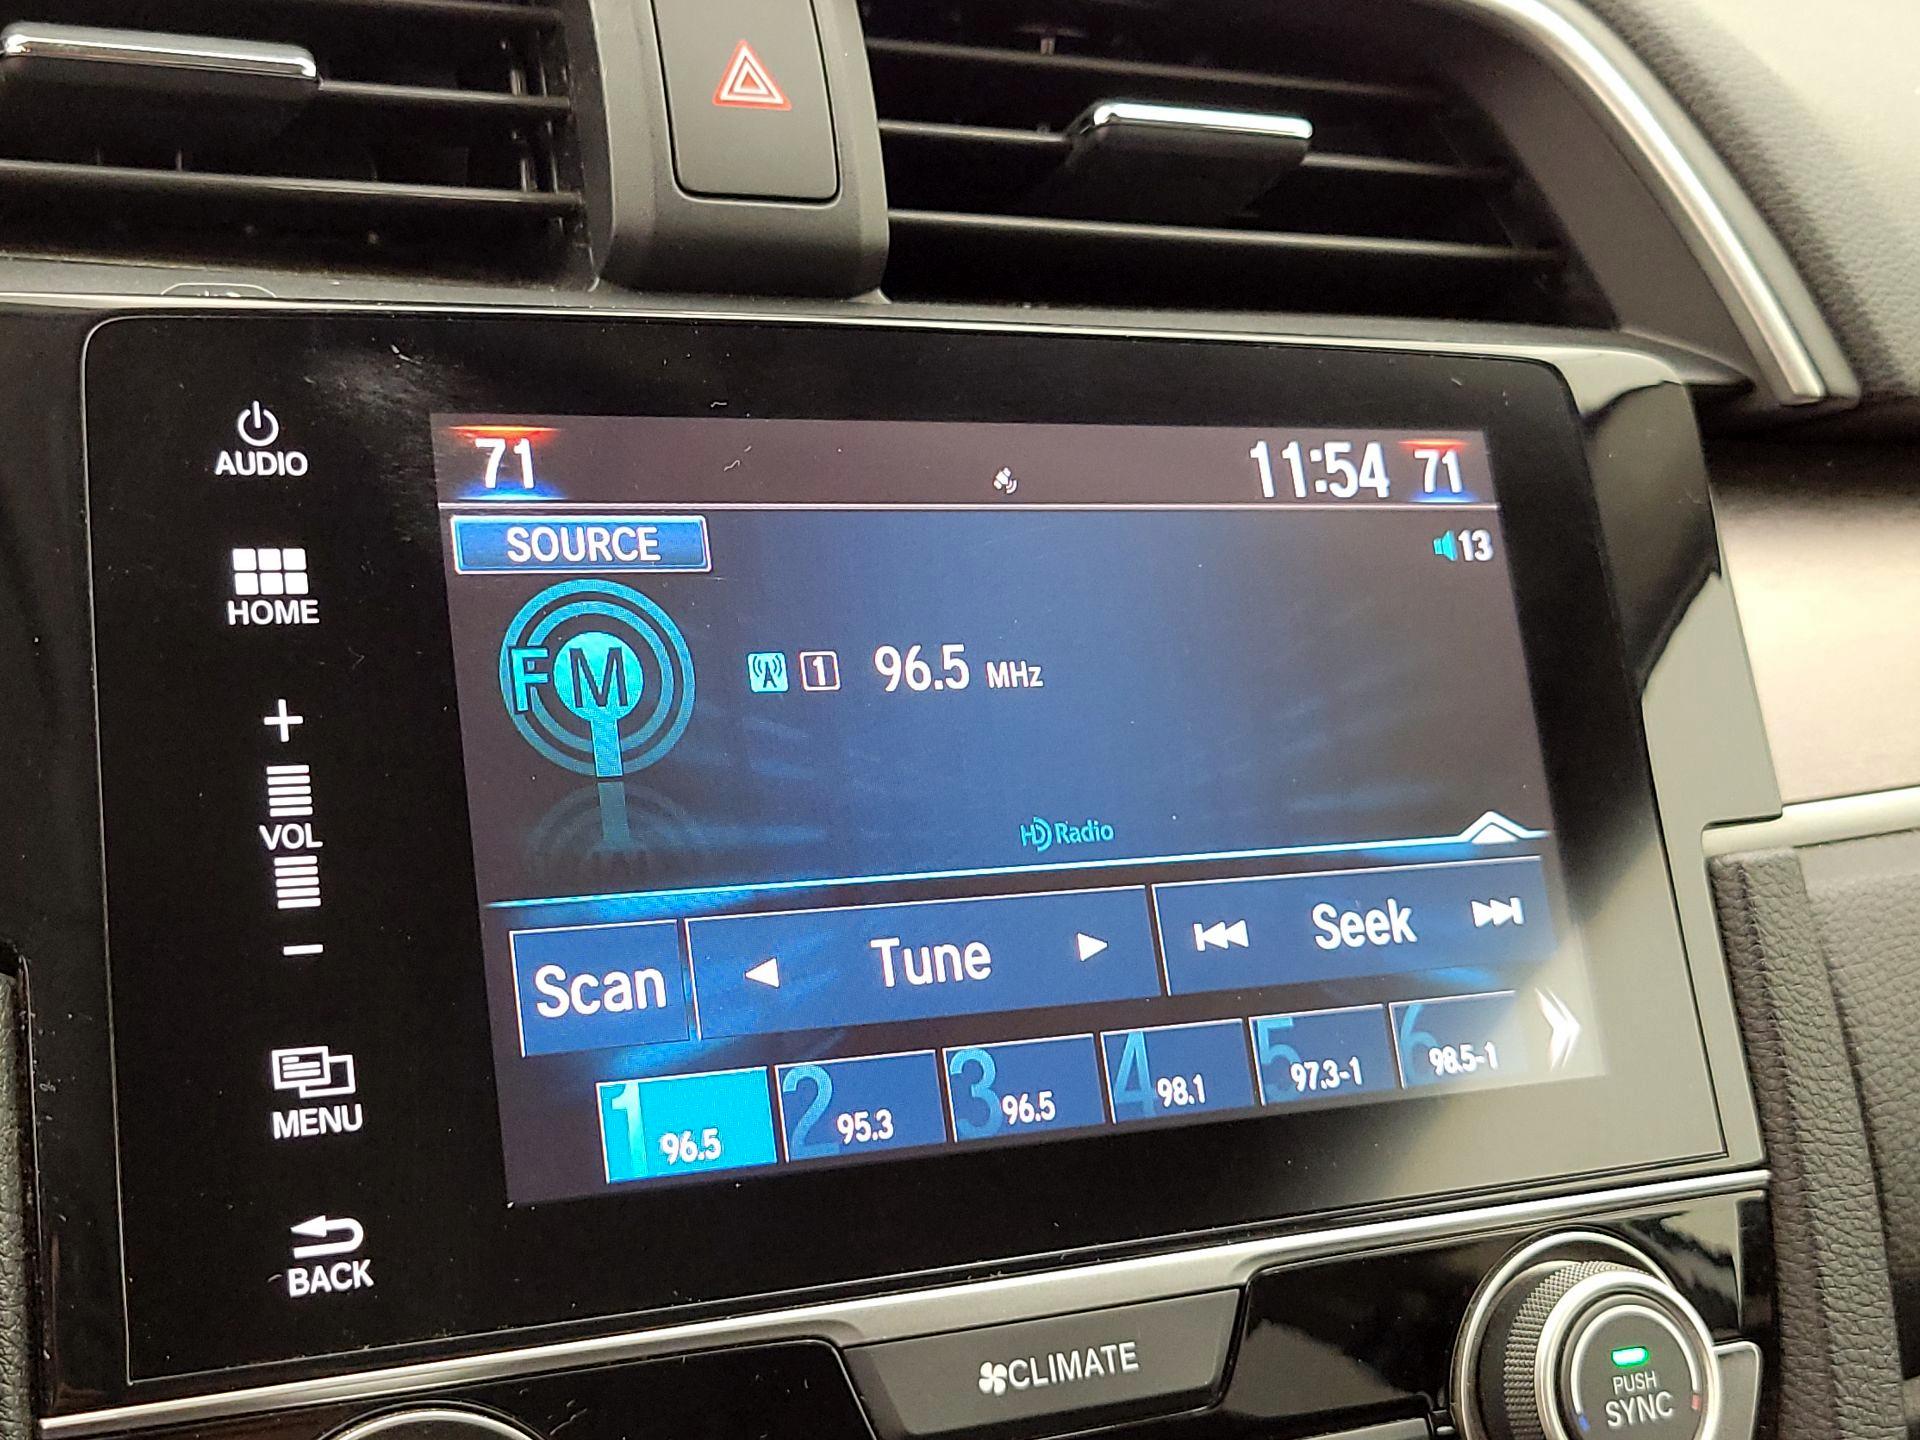 AUDIO
HOME
+
VOL
−
MENU
BACK
71
11:54 71
SOURCE
13
FM
1 96.5 MHz
HD Radio
Scan
Tune
Seek
1 96.5
2 95.3
3 96.5
4 98.1
5 97.3-1
6 98.5-1
CLIMATE
PUSH
SYNC